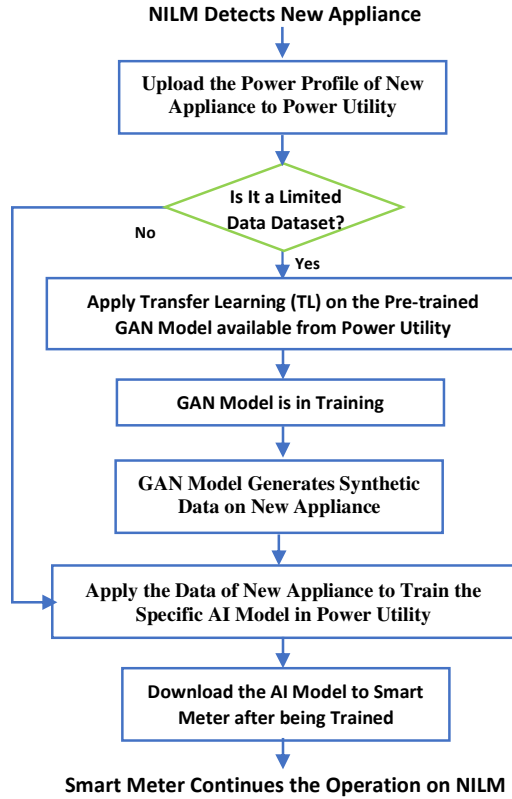 NILM Detects New Appliance
Upload the Power Profile of New
Appliance to Power Utility
Is It a Limited
Data Dataset?
No
Yes
Apply Transfer Learning (TL) on the Pre-trained
GAN Model available from Power Utility
GAN Model is in Training
GAN Model Generates Synthetic
Data on New Appliance
Apply the Data of New Appliance to Train the
Specific AI Model in Power Utility
Download the AI Model to Smart
Meter after being Trained
Smart Meter Continues the Operation on NILM